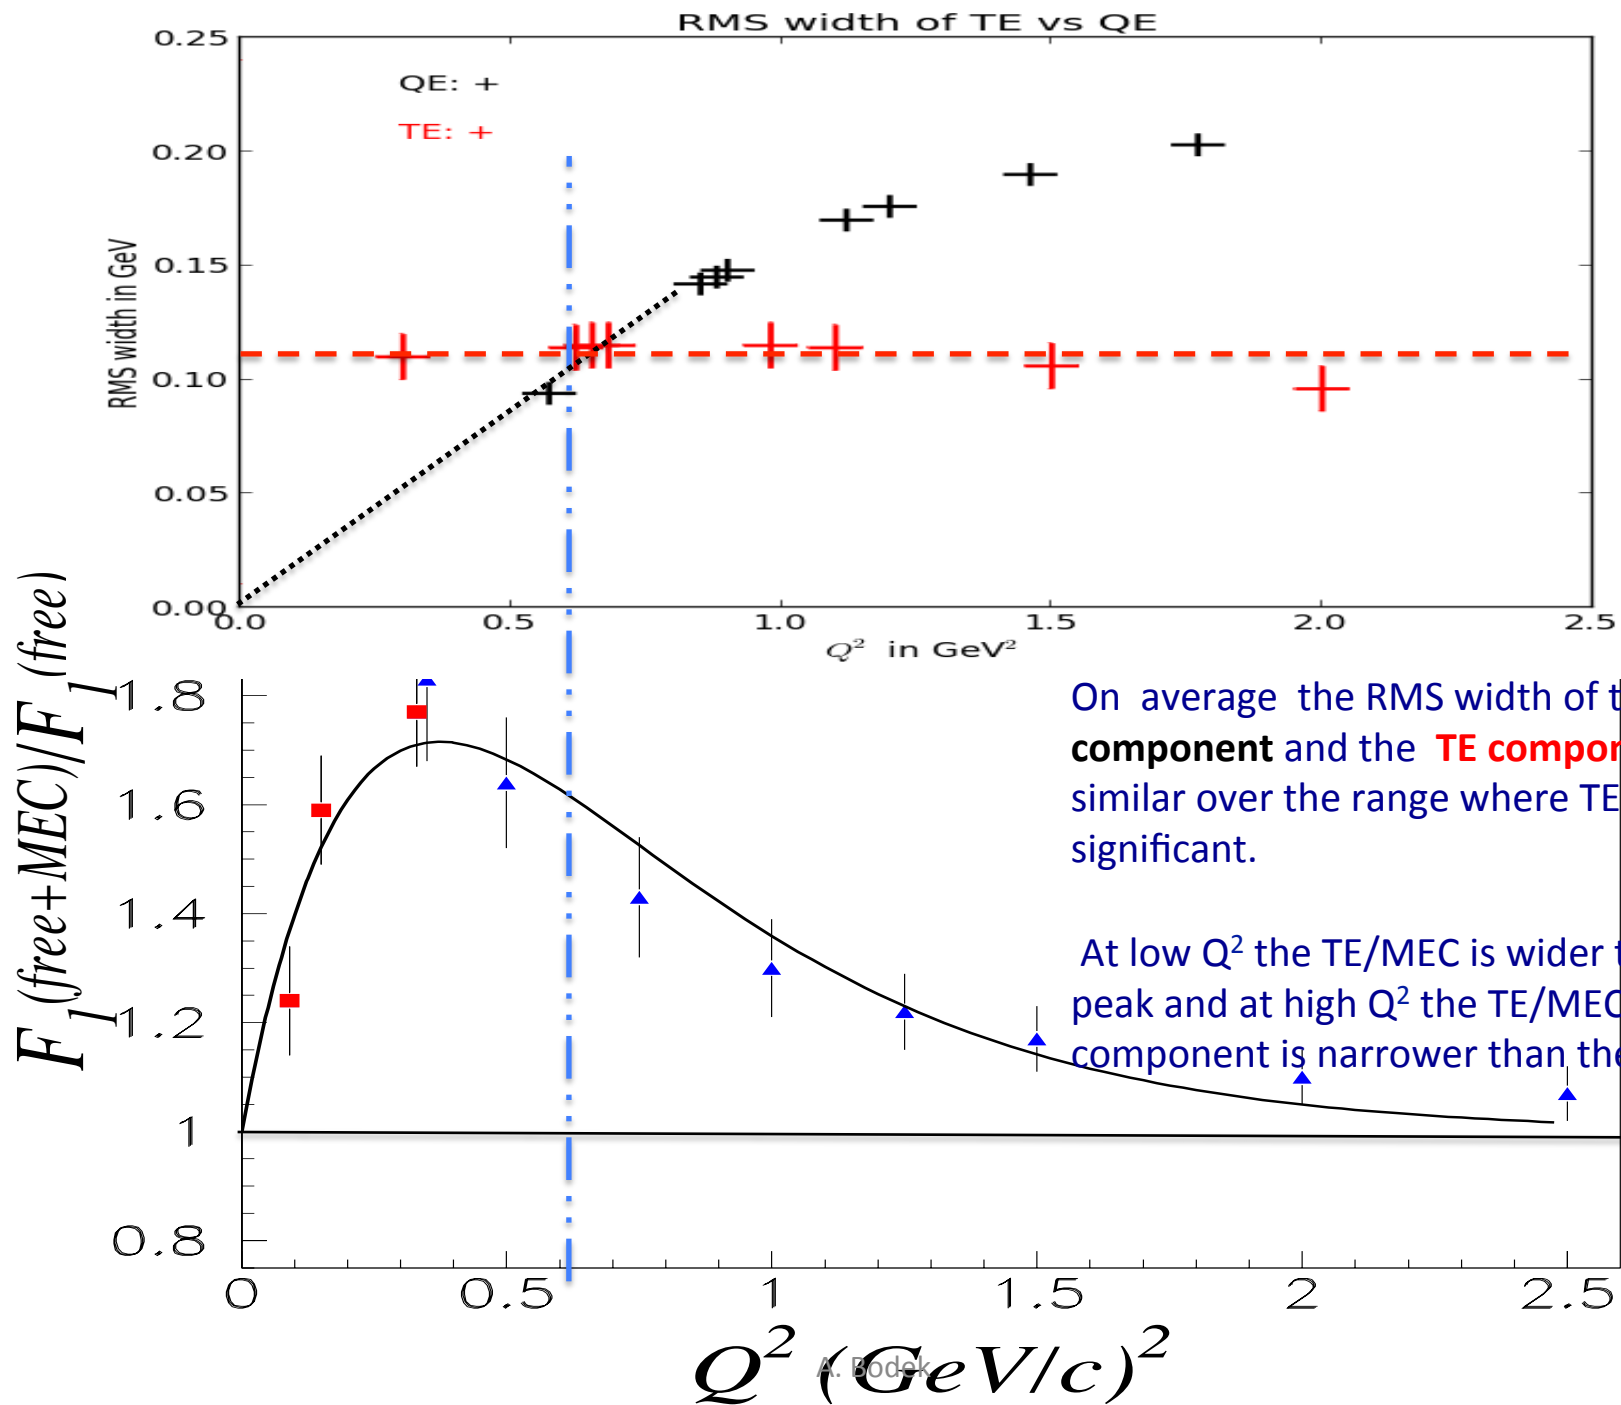 RMS width of TE vs QE
0.25
QE: +
TE: +
0.20
0.15
RMS width in GeV
0.10
0.05
0.00
0.0 0.5 1.0 1.5 2.0 2.5
Q² in GeV²
F₁(free+MEC)/F₁(free)
1.8
1.6
1.4
1.2
1
0.8
On average the RMS width of
component and the TE
similar over the range where TE
significant.
At low Q² the TE/MEC is wider
peak and at high Q² the TE/MEC
component is narrower than
0 0.5 1 1.5 2 2.5
Q² (GeV/c)²
A. Bodek